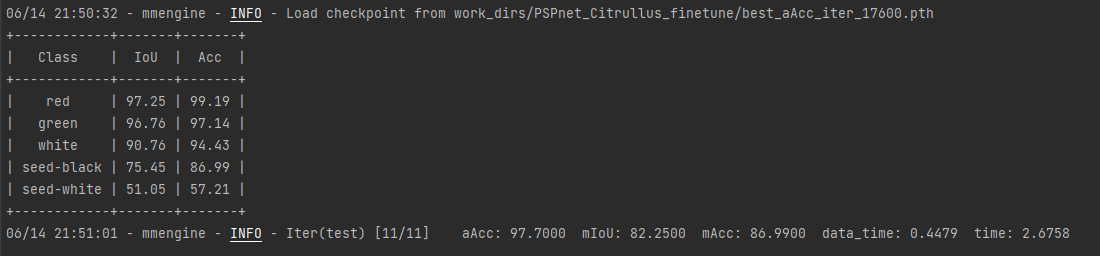 06/14 21:50:32 - mmengine - INFO - Load checkpoint from work_dirs/PSPnet_Citrullus_finetune/best_aAcc_iter_17600.pth
+------------+-------+-------+
|   Class    |  IoU  |  Acc  |
+------------+-------+-------+
|    red     | 97.25 | 99.19 |
|   green    | 96.76 | 97.14 |
|   white    | 90.76 | 94.43 |
| seed-black | 75.45 | 86.99 |
| seed-white | 51.05 | 57.21 |
+------------+-------+-------+
06/14 21:51:01 - mmengine - INFO - Iter(test) [11/11]    aAcc: 97.7000  mIoU: 82.2500  mAcc: 86.9900  data_time: 0.4479  time: 2.6758